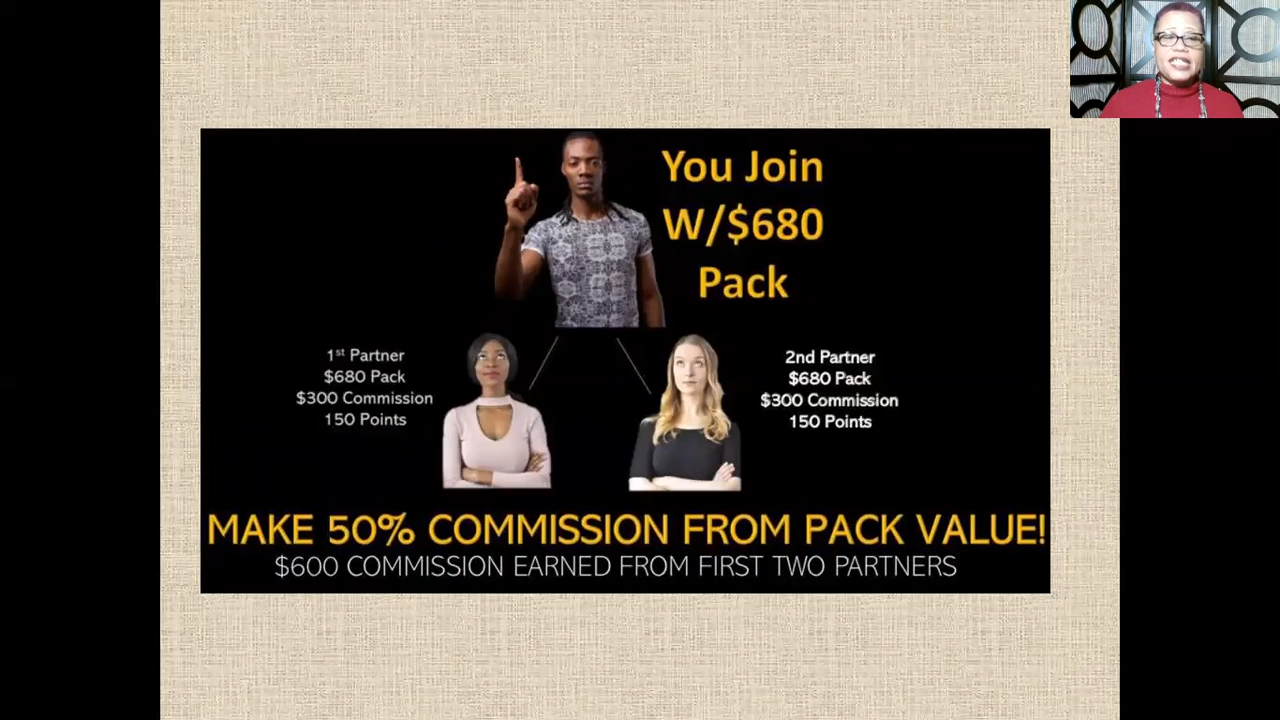 You Join
W/$680
Pack
1st Partner
$680 Pack
$300 Commission
150 Points
2nd Partner
$680 Pack
$300 Commission
150 Points
MAKE 50% COMMISSION FROM PACK VALUE!
$600 COMMISSION EARNED FROM FIRST TWO PARTNERS